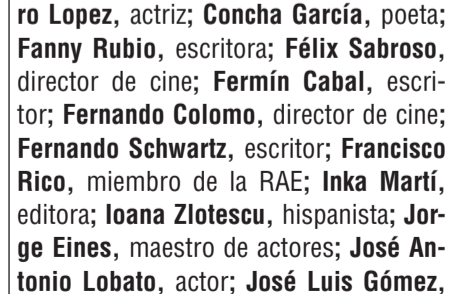 ro Lopez, actriz; Concha García, poeta;
Fanny Rubio, escritora; Félix Sabroso,
director de cine; Fermín Cabal, escri-
tor; Fernando Colomo, director de cine;
Fernando Schwartz, escritor; Francisco
Rico, miembro de la RAE; Inka Martí,
editora; Ioana Zlotescu, hispanista; Jor-
ge Eines, maestro de actores; José An-
tonio Lobato, actor; José Luis Gómez,